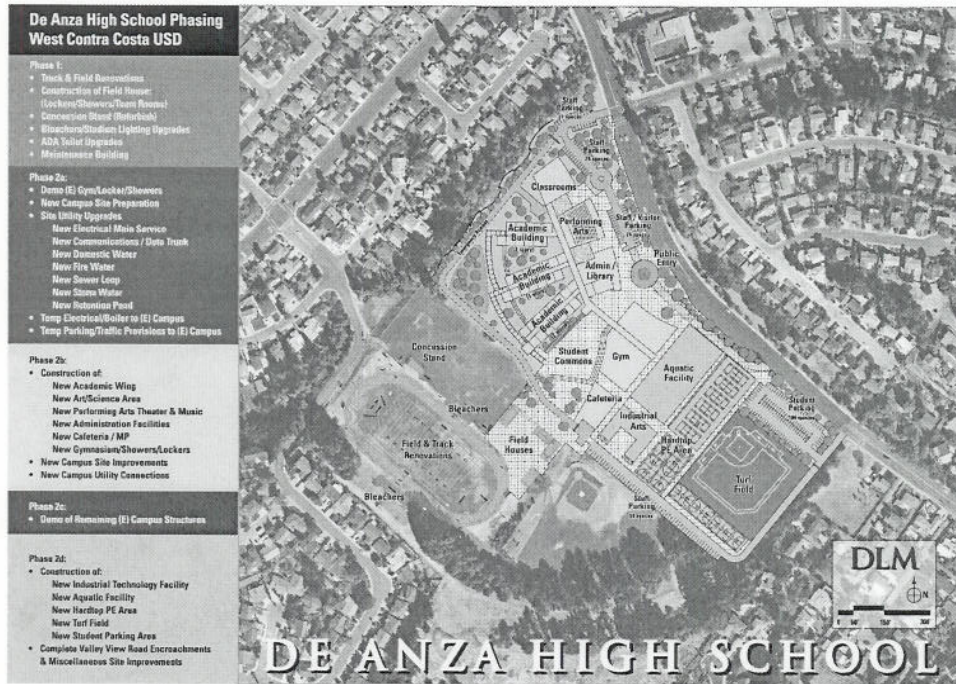 De Anza High School Phasing
West Contra Costa USD
Phase 1:
• Track & Field Renovations
• Construction of Field House:
(Lockers/Showers/Team Rooms)
• Concession Stand (Refurbish)
• Bleachers/Stadium Lighting Upgrades
• ADA Toilet Upgrades
• Maintenance Building
Phase 2a:
• Demo (E) Gym/Locker/Showers
• New Campus Site Preparation
• Site Utility Upgrades
New Electrical Main Service
New Communications / Data Trunk
New Domestic Water
New Fire Water
New Sewer Loop
New Storm Water
New Retention Pond
• Temp Electrical/Boiler to (E) Campus
• Temp Parking/Traffic Provisions to (E) Campus
Phase 2b:
• Construction of:
New Academic Wing
New Art/Science Area
New Performing Arts Theater & Music
New Administration Facilities
New Cafeteria / MP
New Gymnasium/Showers/Lockers
• New Campus Site Improvements
• New Campus Utility Connections
Phase 2c:
• Demo of Remaining (E) Campus Structures
Phase 2d:
• Construction of:
New Industrial Technology Facility
New Aquatic Facility
New Hardtop PE Area
New Turf Field
New Student Parking Area
• Complete Valley View Road Encroachments
& Miscellaneous Site Improvements
Staff
Parking
Staff
Parking
Classrooms
Performing
Arts
Staff / Visitor
Parking
Academic
Building
Public
Entry
Admin /
Library
Academic
Building
Academic
Building
Concession
Stand
Student
Commons
Gym
Aquatic
Facility
Cafeteria
Student
Parking
Bleachers
Industrial
Arts
Field & Track
Renovations
Field
Houses
Hardtop
PE Area
Turf
Field
Bleachers
Staff
Parking
DLM
N
DE ANZA HIGH SCHOOL